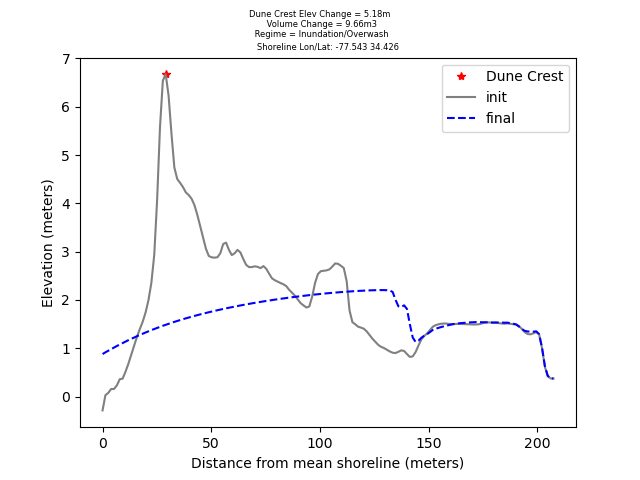 Dune Crest Elev Change = 5.18m
Volume Change = 9.66m3
Regime = Inundation/Overwash
Shoreline Lon/Lat: -77.543 34.426
Dune Crest
init
final
Elevation (meters)
7
6
5
4
3
2
1
0
0 50 100 150 200
Distance from mean shoreline (meters)